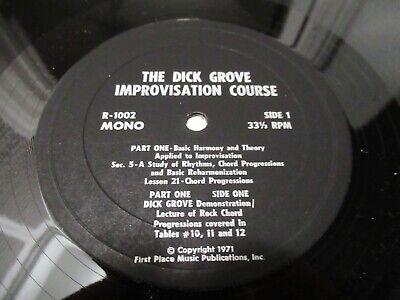 THE DICK GROVE
IMPROVISATION COURSE
R-1002 SIDE 1
MONO 33⅓ RPM
PART ONE-Basic Harmony and Theory
Applied to Improvisation
Sec. 5-A Study of Rhythms, Chord Progressions
and Basic Reharmonization
Lesson 21-Chord Progressions
PART ONE SIDE ONE
DICK GROVE Demonstration/
Lecture of Rock Chord
Progressions covered in
Tables #10, 11 and 12
© Copyright 1971
First Place Music Publications, Inc.